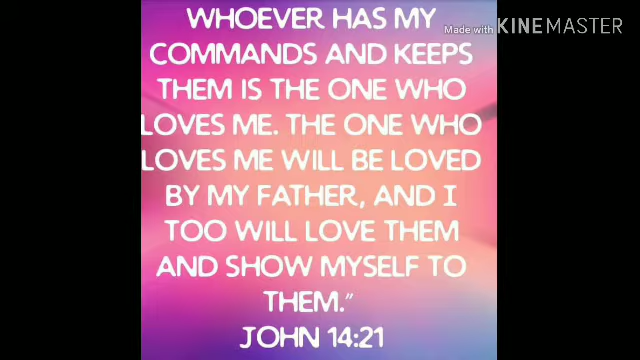 WHOEVER HAS MY
COMMANDS AND KEEPS
THEM IS THE ONE WHO
LOVES ME. THE ONE WHO
LOVES ME WILL BE LOVED
BY MY FATHER, AND I
TOO WILL LOVE THEM
AND SHOW MYSELF TO
THEM.”
JOHN 14:21
Made with KINEMASTER